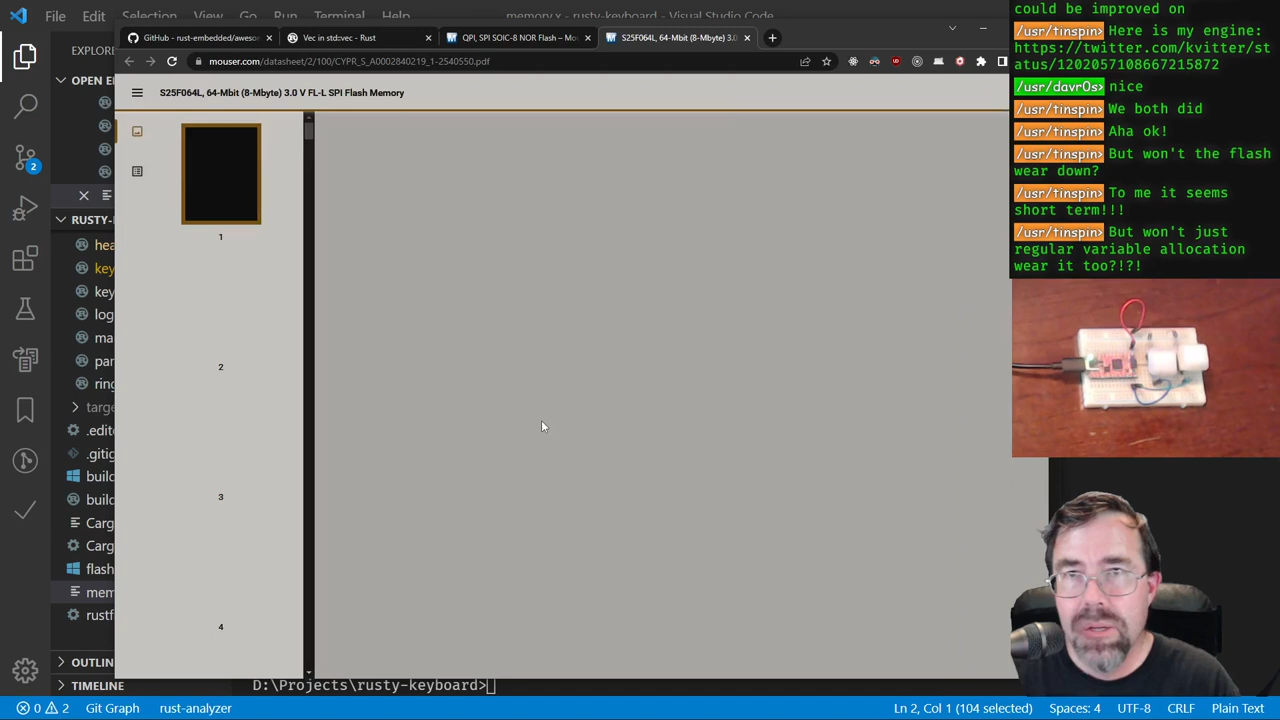 File Edit Selection View Go Run Terminal Help memory.x - rusty-keyboard - Visual Studio Code
GitHub - rust-embedded/aweso
Vec in std::vec - Rust
QPI, SPI SOIC-8 NOR Flash – Mo
S25F064L, 64-Mbit (8-Mbyte) 3.0
mouser.com/datasheet/2/100/CYPR_S_A0002840219_1-2540550.pdf
S25F064L, 64-Mbit (8-Mbyte) 3.0 V FL-L SPI Flash Memory
EXPLOR
OPEN E
2
RUSTY-
hea
key
key
log
ma
par
ring
targe
.edit
.gitig
build
build
Carg
Carg
flash
mem
rustf
OUTLIN
TIMELINE
1
2
3
4
D:\Projects\rusty-keyboard>
0 2 Git Graph rust-analyzer Ln 2, Col 1 (104 selected) Spaces: 4 UTF-8 CRLF Plain Text
could be improved on
/usr/tinspin> Here is my engine:
https://twitter.com/kvitter/st
atus/1202057108667215872
/usr/davr0s> nice
/usr/tinspin> We both did
/usr/tinspin> Aha ok!
/usr/tinspin> But won't the flash
wear down?
/usr/tinspin> To me it seems
short term!!!
/usr/tinspin> But won't just
regular variable allocation
wear it too?!?!